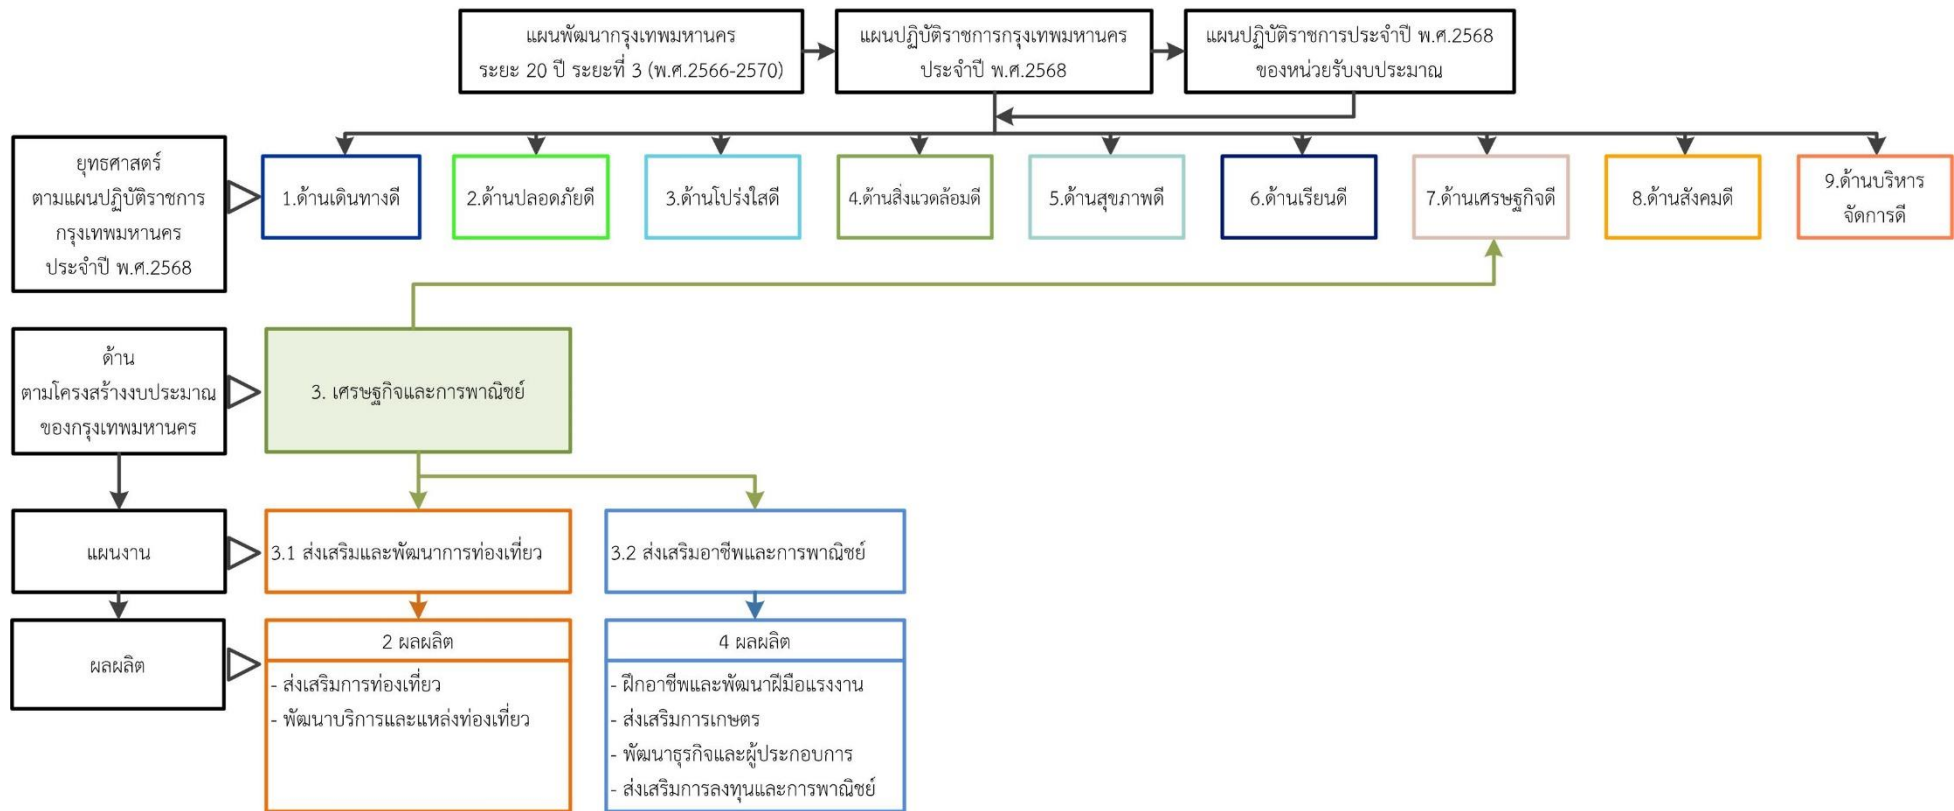 แผนพัฒนากรุงเทพมหานคร
ระยะ 20 ปี ระยะที่ 3 (พ.ศ.2566-2570)
แผนปฏิบัติราชการกรุงเทพมหานคร
ประจำปี พ.ศ.2568
แผนปฏิบัติราชการประจำปี พ.ศ.2568
ของหน่วยรับงบประมาณ
ยุทธศาสตร์
ตามแผนปฏิบัติราชการ
กรุงเทพมหานคร
ประจำปี พ.ศ.2568
1.ด้านเดินทางดี
2.ด้านปลอดภัยดี
3.ด้านโปร่งใสดี
4.ด้านสิ่งแวดล้อมดี
5.ด้านสุขภาพดี
6.ด้านเรียนดี
7.ด้านเศรษฐกิจดี
8.ด้านสังคมดี
9.ด้านบริหาร
จัดการดี
ด้าน
ตามโครงสร้างงบประมาณ
ของกรุงเทพมหานคร
3. เศรษฐกิจและการพาณิชย์
แผนงาน
3.1 ส่งเสริมและพัฒนาการท่องเที่ยว
3.2 ส่งเสริมอาชีพและการพาณิชย์
ผลผลิต
2 ผลผลิต
- ส่งเสริมการท่องเที่ยว
- พัฒนาบริการและแหล่งท่องเที่ยว
4 ผลผลิต
- ฝึกอาชีพและพัฒนาฝีมือแรงงาน
- ส่งเสริมการเกษตร
- พัฒนาธุรกิจและผู้ประกอบการ
- ส่งเสริมการลงทุนและการพาณิชย์